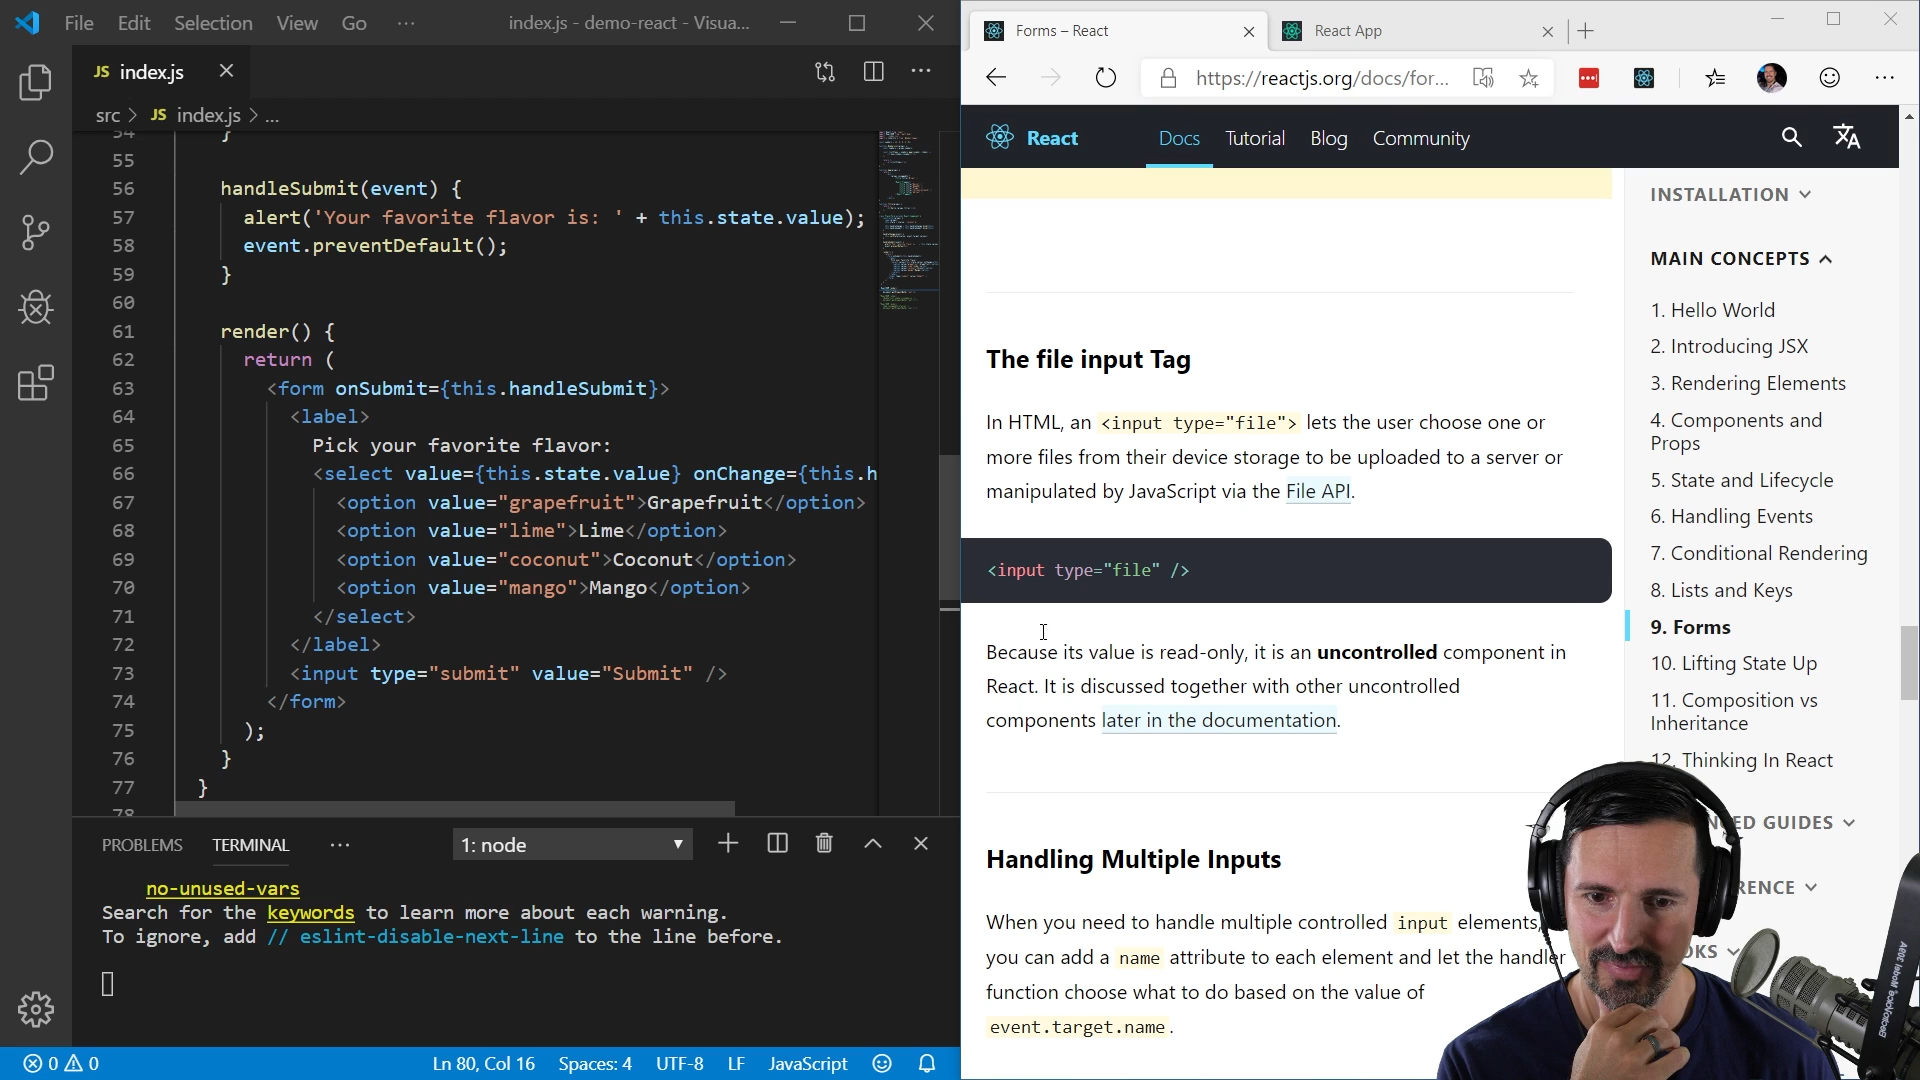 File Edit Selection View Go ··· index.js - demo-react - Visua...
JS index.js
src > JS index.js > ...
54 }
55
56 handleSubmit(event) {
57 alert('Your favorite flavor is: ' + this.state.value);
58 event.preventDefault();
59 }
60
61 render() {
62 return (
63 <form onSubmit={this.handleSubmit}>
64 <label>
65 Pick your favorite flavor:
66 <select value={this.state.value} onChange={this.h
67 <option value="grapefruit">Grapefruit</option>
68 <option value="lime">Lime</option>
69 <option value="coconut">Coconut</option>
70 <option value="mango">Mango</option>
71 </select>
72 </label>
73 <input type="submit" value="Submit" />
74 </form>
75 );
76 }
77 }
78
PROBLEMS TERMINAL ··· 1: node
no-unused-vars
Search for the keywords to learn more about each warning.
To ignore, add // eslint-disable-next-line to the line before.
0 0 Ln 80, Col 16 Spaces: 4 UTF-8 LF JavaScript
Forms – React
React App
https://reactjs.org/docs/for...
React Docs Tutorial Blog Community
The file input Tag
In HTML, an <input type="file"> lets the user choose one or
more files from their device storage to be uploaded to a server or
manipulated by JavaScript via the File API.
<input type="file" />
Because its value is read-only, it is an uncontrolled component in
React. It is discussed together with other uncontrolled
components later in the documentation.
Handling Multiple Inputs
When you need to handle multiple controlled input elements,
you can add a name attribute to each element and let the handler
function choose what to do based on the value of
event.target.name.
INSTALLATION
MAIN CONCEPTS
1. Hello World
2. Introducing JSX
3. Rendering Elements
4. Components and
Props
5. State and Lifecycle
6. Handling Events
7. Conditional Rendering
8. Lists and Keys
9. Forms
10. Lifting State Up
11. Composition vs
Inheritance
12. Thinking In React
GUIDES